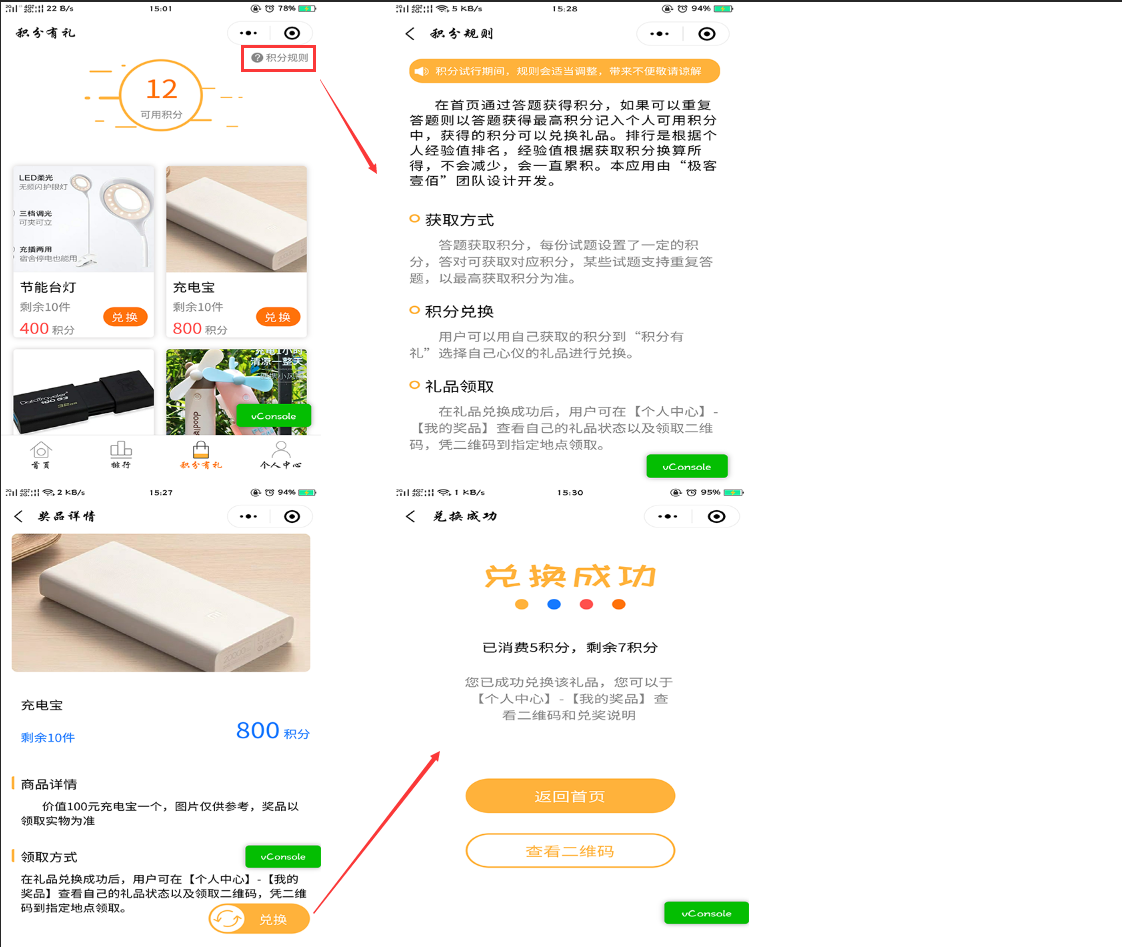 22 B/s
15:01
78%
积分有礼
积分规则
12
可用积分
LED柔光
无频闪护眼灯
三档调光
可夹可立
充插两用
宿舍停电也能用
节能台灯
剩余10件
400 积分
兑换
充电宝
剩余10件
800 积分
兑换
DataTraveler
清凉一整天
vConsole
首页
排行
积分有礼
个人中心
5 KB/s
15:28
94%
积分规则
积分试行期间，规则会适当调整，带来不便敬请谅解
在首页通过答题获得积分，如果可以重复
答题则以答题获得最高积分记入个人可用积分
中，获得的积分可以兑换礼品。排行是根据个
人经验值排名，经验值根据获取积分换算所
得，不会减少，会一直累积。本应用由“极客
壹佰”团队设计开发。
获取方式
答题获取积分，每份试题设置了一定的积
分，答对可获取对应积分，某些试题支持重复答
题，以最高获取积分为准。
积分兑换
用户可以用自己获取的积分到“积分有
礼”选择自己心仪的礼品进行兑换。
礼品领取
在礼品兑换成功后，用户可在【个人中心】-
【我的奖品】查看自己的礼品状态以及领取二维
码，凭二维码到指定地点领取。
vConsole
2 KB/s
15:27
94%
奖品详情
充电宝
剩余10件
800 积分
商品详情
价值100元充电宝一个，图片仅供参考，奖品以
领取实物为准
领取方式
vConsole
在礼品兑换成功后，用户可在【个人中心】-【我的
奖品】查看自己的礼品状态以及领取二维码，凭二维
码到指定地点领取。
兑换
1 KB/s
15:30
95%
兑换成功
兑换成功
已消费5积分，剩余7积分
您已成功兑换该礼品，您可以于
【个人中心】-【我的奖品】查
看二维码和兑奖说明
返回首页
查看二维码
vConsole